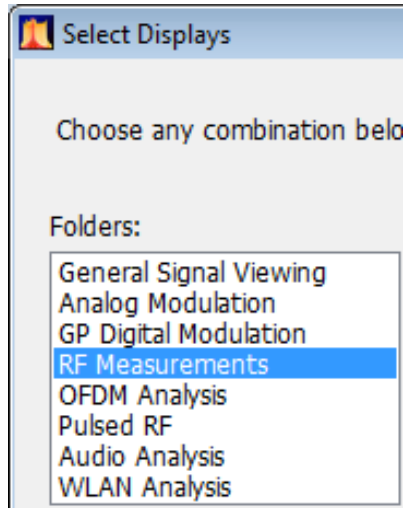 Select Displays
Choose any combination belo
Folders:
General Signal Viewing
Analog Modulation
GP Digital Modulation
RF Measurements
OFDM Analysis
Pulsed RF
Audio Analysis
WLAN Analysis